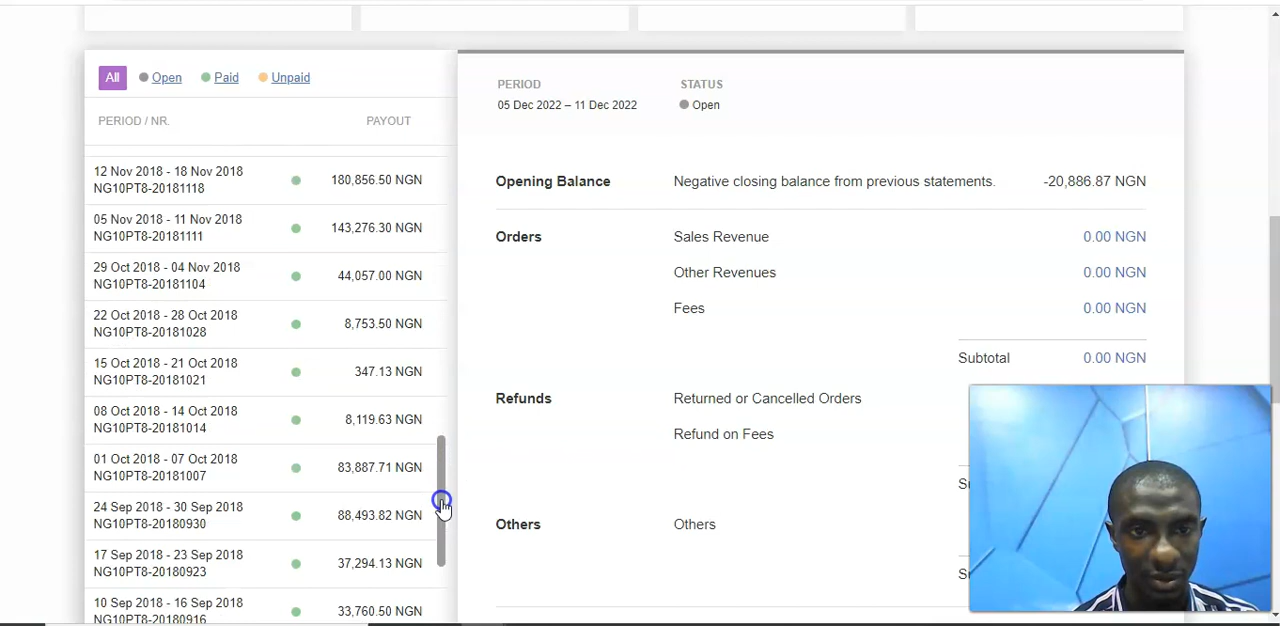 All Open Paid Unpaid
PERIOD / NR. PAYOUT
12 Nov 2018 - 18 Nov 2018
NG10PT8-20181118
180,856.50 NGN
05 Nov 2018 - 11 Nov 2018
NG10PT8-20181111
143,276.30 NGN
29 Oct 2018 - 04 Nov 2018
NG10PT8-20181104
44,057.00 NGN
22 Oct 2018 - 28 Oct 2018
NG10PT8-20181028
8,753.50 NGN
15 Oct 2018 - 21 Oct 2018
NG10PT8-20181021
347.13 NGN
08 Oct 2018 - 14 Oct 2018
NG10PT8-20181014
8,119.63 NGN
01 Oct 2018 - 07 Oct 2018
NG10PT8-20181007
83,887.71 NGN
24 Sep 2018 - 30 Sep 2018
NG10PT8-20180930
88,493.82 NGN
17 Sep 2018 - 23 Sep 2018
NG10PT8-20180923
37,294.13 NGN
10 Sep 2018 - 16 Sep 2018
NG10PT8-20180916
33,760.50 NGN
PERIOD STATUS
05 Dec 2022 – 11 Dec 2022 Open
Opening Balance Negative closing balance from previous statements. -20,886.87 NGN
Orders Sales Revenue 0.00 NGN
Other Revenues 0.00 NGN
Fees 0.00 NGN
Subtotal 0.00 NGN
Refunds Returned or Cancelled Orders
Refund on Fees
Others Others